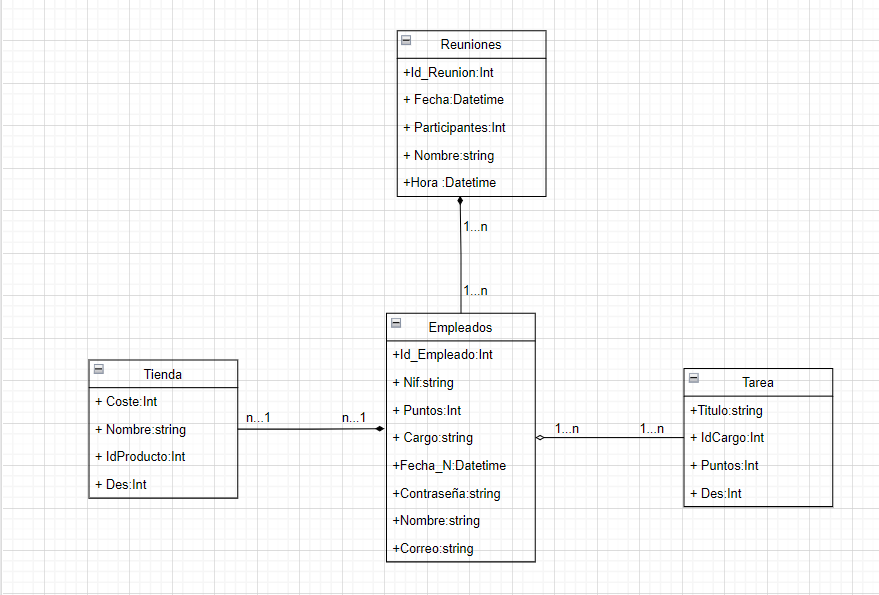 Reuniones
+Id_Reunion:Int
+ Fecha:Datetime
+ Participantes:Int
+ Nombre:string
+Hora :Datetime
1...n
1...n
Empleados
+Id_Empleado:Int
+ Nif:string
+ Puntos:Int
+ Cargo:string
+Fecha_N:Datetime
+Contraseña:string
+Nombre:string
+Correo:string
Tienda
+ Coste:Int
+ Nombre:string
+ IdProducto:Int
+ Des:Int
n...1
n...1
1...n
1...n
Tarea
+Titulo:string
+ IdCargo:Int
+ Puntos:Int
+ Des:Int